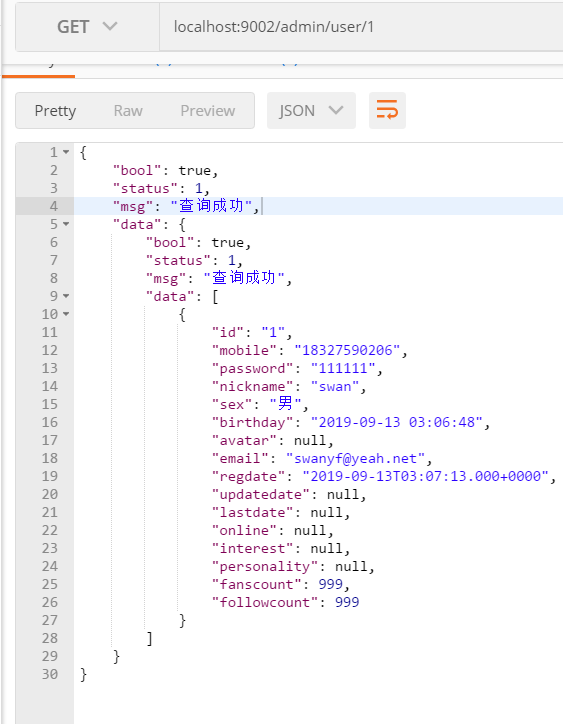 GET localhost:9002/admin/user/1
Pretty Raw Preview JSON
1 {
2 "bool": true,
3 "status": 1,
4 "msg": "查询成功",
5 "data": {
6 "bool": true,
7 "status": 1,
8 "msg": "查询成功",
9 "data": [
10 {
11 "id": "1",
12 "mobile": "18327590206",
13 "password": "111111",
14 "nickname": "swan",
15 "sex": "男",
16 "birthday": "2019-09-13 03:06:48",
17 "avatar": null,
18 "email": "swanyf@yeah.net",
19 "regdate": "2019-09-13T03:07:13.000+0000",
20 "updatedate": null,
21 "lastdate": null,
22 "online": null,
23 "interest": null,
24 "personality": null,
25 "fanscount": 999,
26 "followcount": 999
27 }
28 ]
29 }
30 }